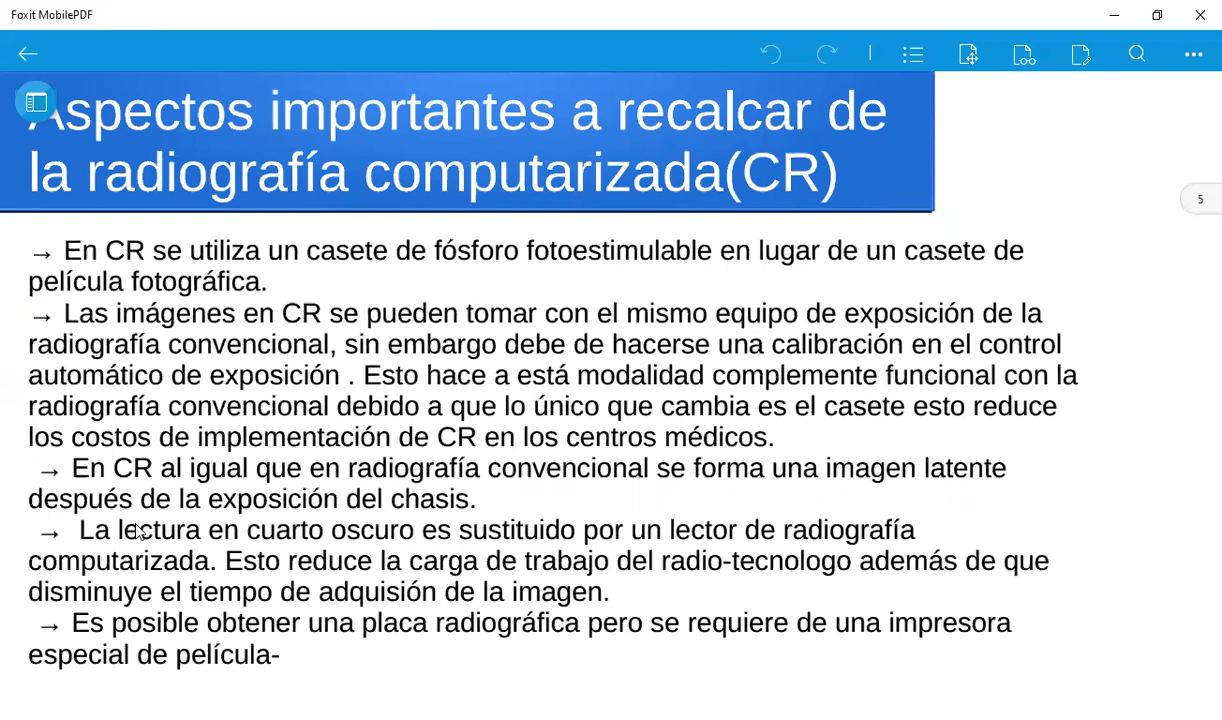 Foxit MobilePDF
Aspectos importantes a recalcar de
la radiografía computarizada(CR)
5
→ En CR se utiliza un casete de fósforo fotoestimulable en lugar de un casete de
película fotográfica.
→ Las imágenes en CR se pueden tomar con el mismo equipo de exposición de la
radiografía convencional, sin embargo debe de hacerse una calibración en el control
automático de exposición . Esto hace a está modalidad complemente funcional con la
radiografía convencional debido a que lo único que cambia es el casete esto reduce
los costos de implementación de CR en los centros médicos.
→ En CR al igual que en radiografía convencional se forma una imagen latente
después de la exposición del chasis.
→ La lectura en cuarto oscuro es sustituido por un lector de radiografía
computarizada. Esto reduce la carga de trabajo del radio-tecnologo además de que
disminuye el tiempo de adquisión de la imagen.
→ Es posible obtener una placa radiográfica pero se requiere de una impresora
especial de película-